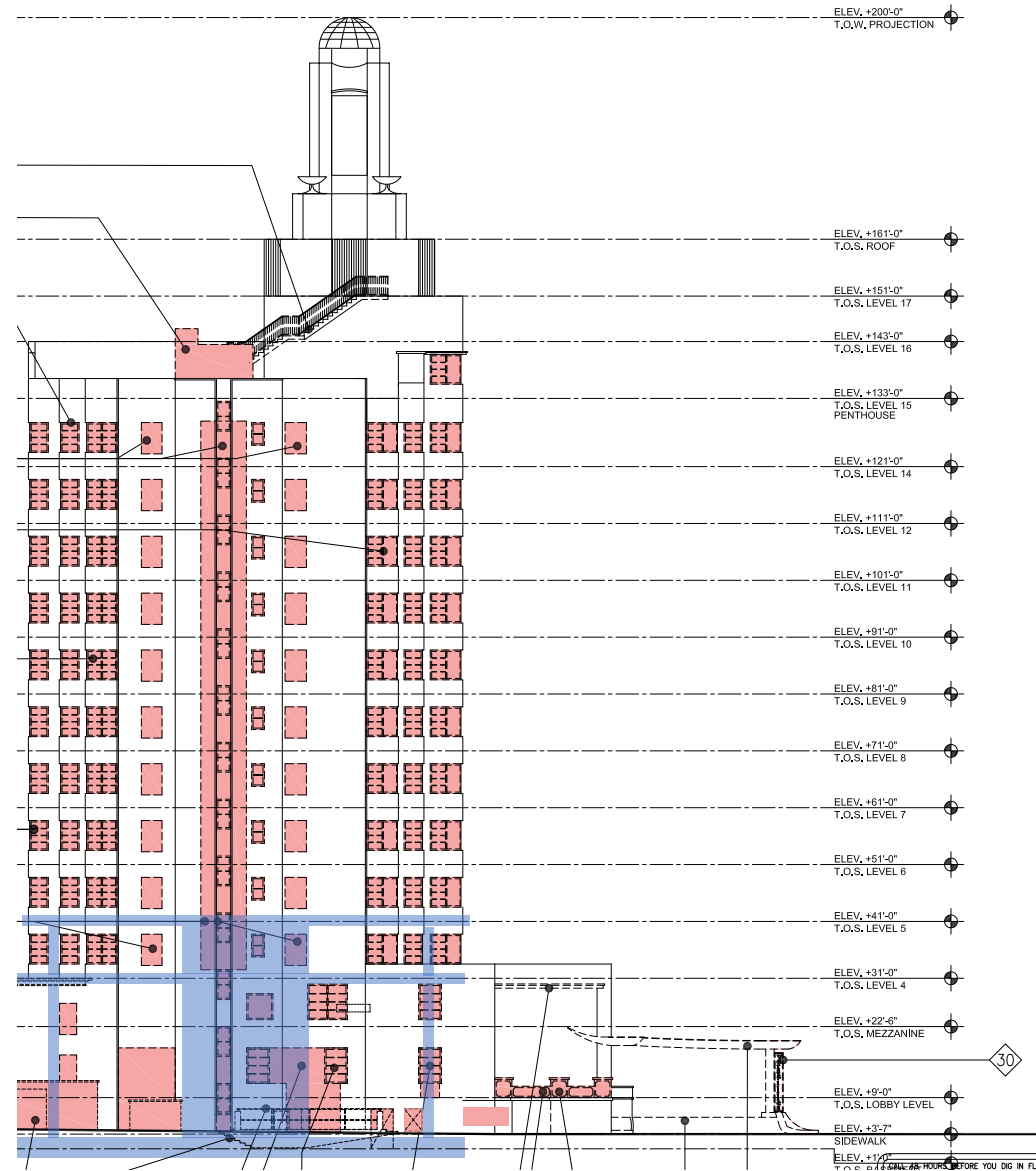 ELEV. +200'-0"
T.O.W. PROJECTION
ELEV. +161'-0"
T.O.S. ROOF
ELEV. +151'-0"
T.O.S. LEVEL 17
ELEV. +143'-0"
T.O.S. LEVEL 16
ELEV. +133'-0"
T.O.S. LEVEL 15
PENTHOUSE
ELEV. +121'-0"
T.O.S. LEVEL 14
ELEV. +111'-0"
T.O.S. LEVEL 12
ELEV. +101'-0"
T.O.S. LEVEL 11
ELEV. +91'-0"
T.O.S. LEVEL 10
ELEV. +81'-0"
T.O.S. LEVEL 9
ELEV. +71'-0"
T.O.S. LEVEL 8
ELEV. +61'-0"
T.O.S. LEVEL 7
ELEV. +51'-0"
T.O.S. LEVEL 6
ELEV. +41'-0"
T.O.S. LEVEL 5
ELEV. +31'-0"
T.O.S. LEVEL 4
ELEV. +22'-6"
T.O.S. MEZZANINE
30
ELEV. +9'-0"
T.O.S. LOBBY LEVEL
ELEV. +3'-7"
SIDEWALK
ELEV. +1'-0"
T.O.S.
HOURS BEFORE YOU DIG IN